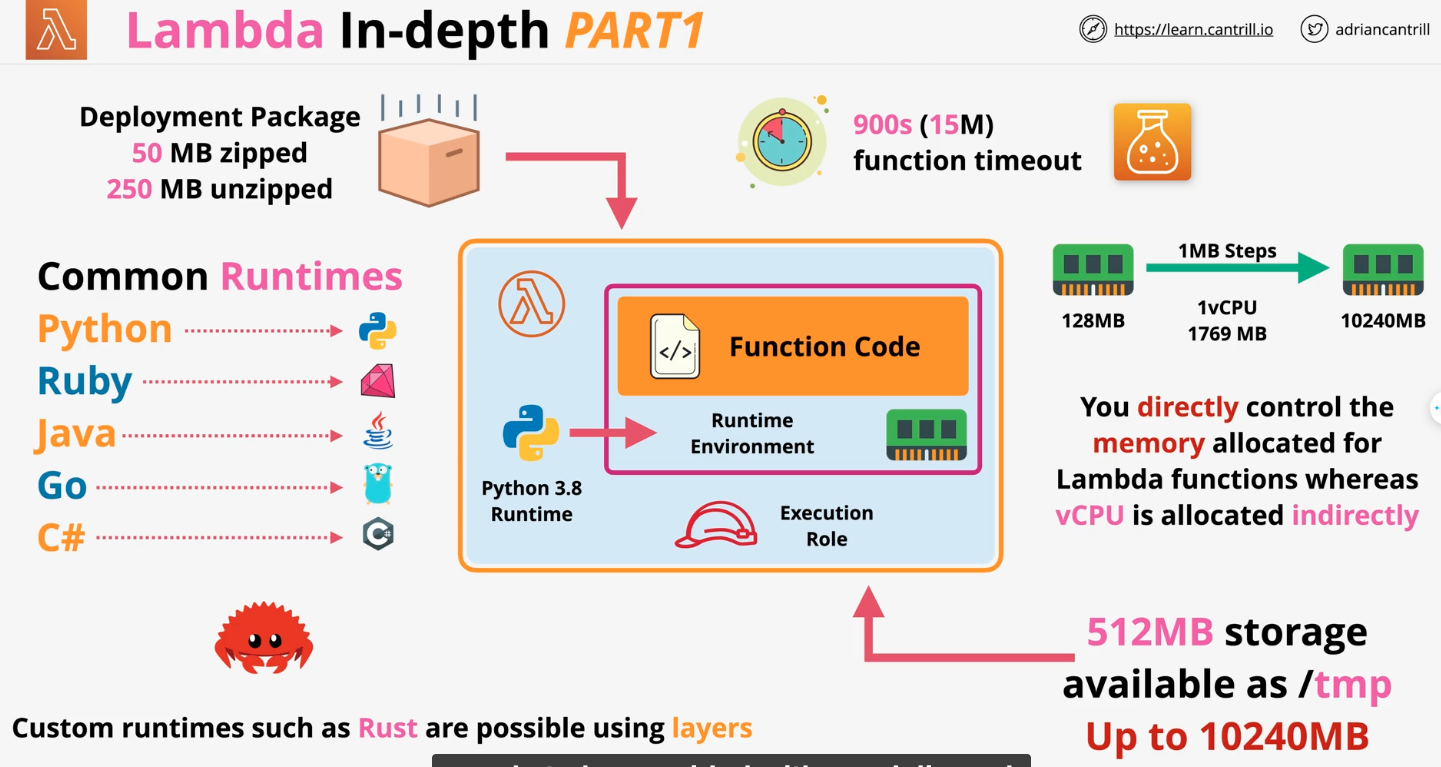 Lambda In-depth PART1
https://learn.cantrill.io
adriancantrill
Deployment Package
50 MB zipped
250 MB unzipped
900s (15M)
function timeout
Common Runtimes
Python
Ruby
Java
Go
C#
Function Code
Runtime
Environment
Python 3.8
Runtime
Execution
Role
1MB Steps
128MB
1vCPU
1769 MB
10240MB
You directly control the
memory allocated for
Lambda functions whereas
vCPU is allocated indirectly
512MB storage
available as /tmp
Up to 10240MB
Custom runtimes such as Rust are possible using layers